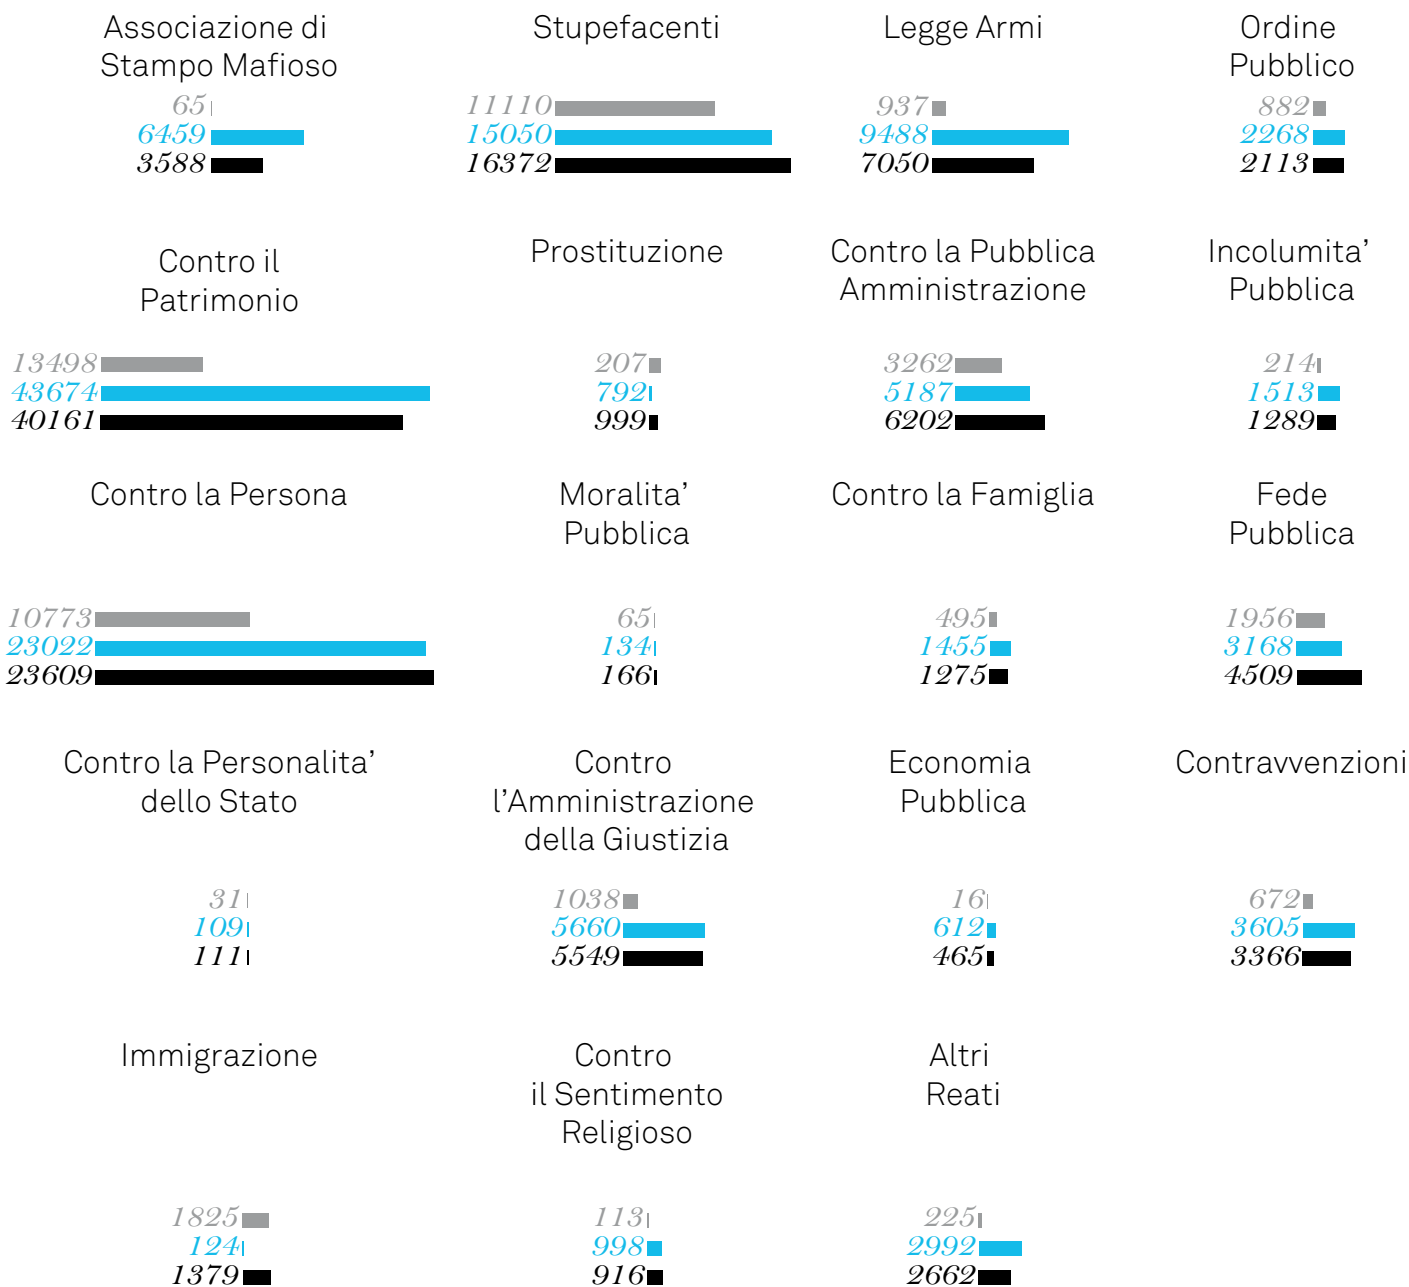 Associazione di
Stampo Mafioso
65
6459
3588
Stupefacenti
11110
15050
16372
Legge Armi
937
9488
7050
Ordine
Pubblico
882
2268
2113
Contro il
Patrimonio
13498
43674
40161
Prostituzione
207
792
999
Contro la Pubblica
Amministrazione
3262
5187
6202
Incolumita’
Pubblica
214
1513
1289
Contro la Persona
10773
23022
23609
Moralita’
Pubblica
65
134
166
Contro la Famiglia
495
1455
1275
Fede
Pubblica
1956
3168
4509
Contro la Personalita’
dello Stato
31
109
111
Contro
l’Amministrazione
della Giustizia
1038
5660
5549
Economia
Pubblica
16
612
465
Contravvenzioni
672
3605
3366
Immigrazione
1825
124
1379
Contro
il Sentimento
Religioso
113
998
916
Altri
Reati
225
2992
2662